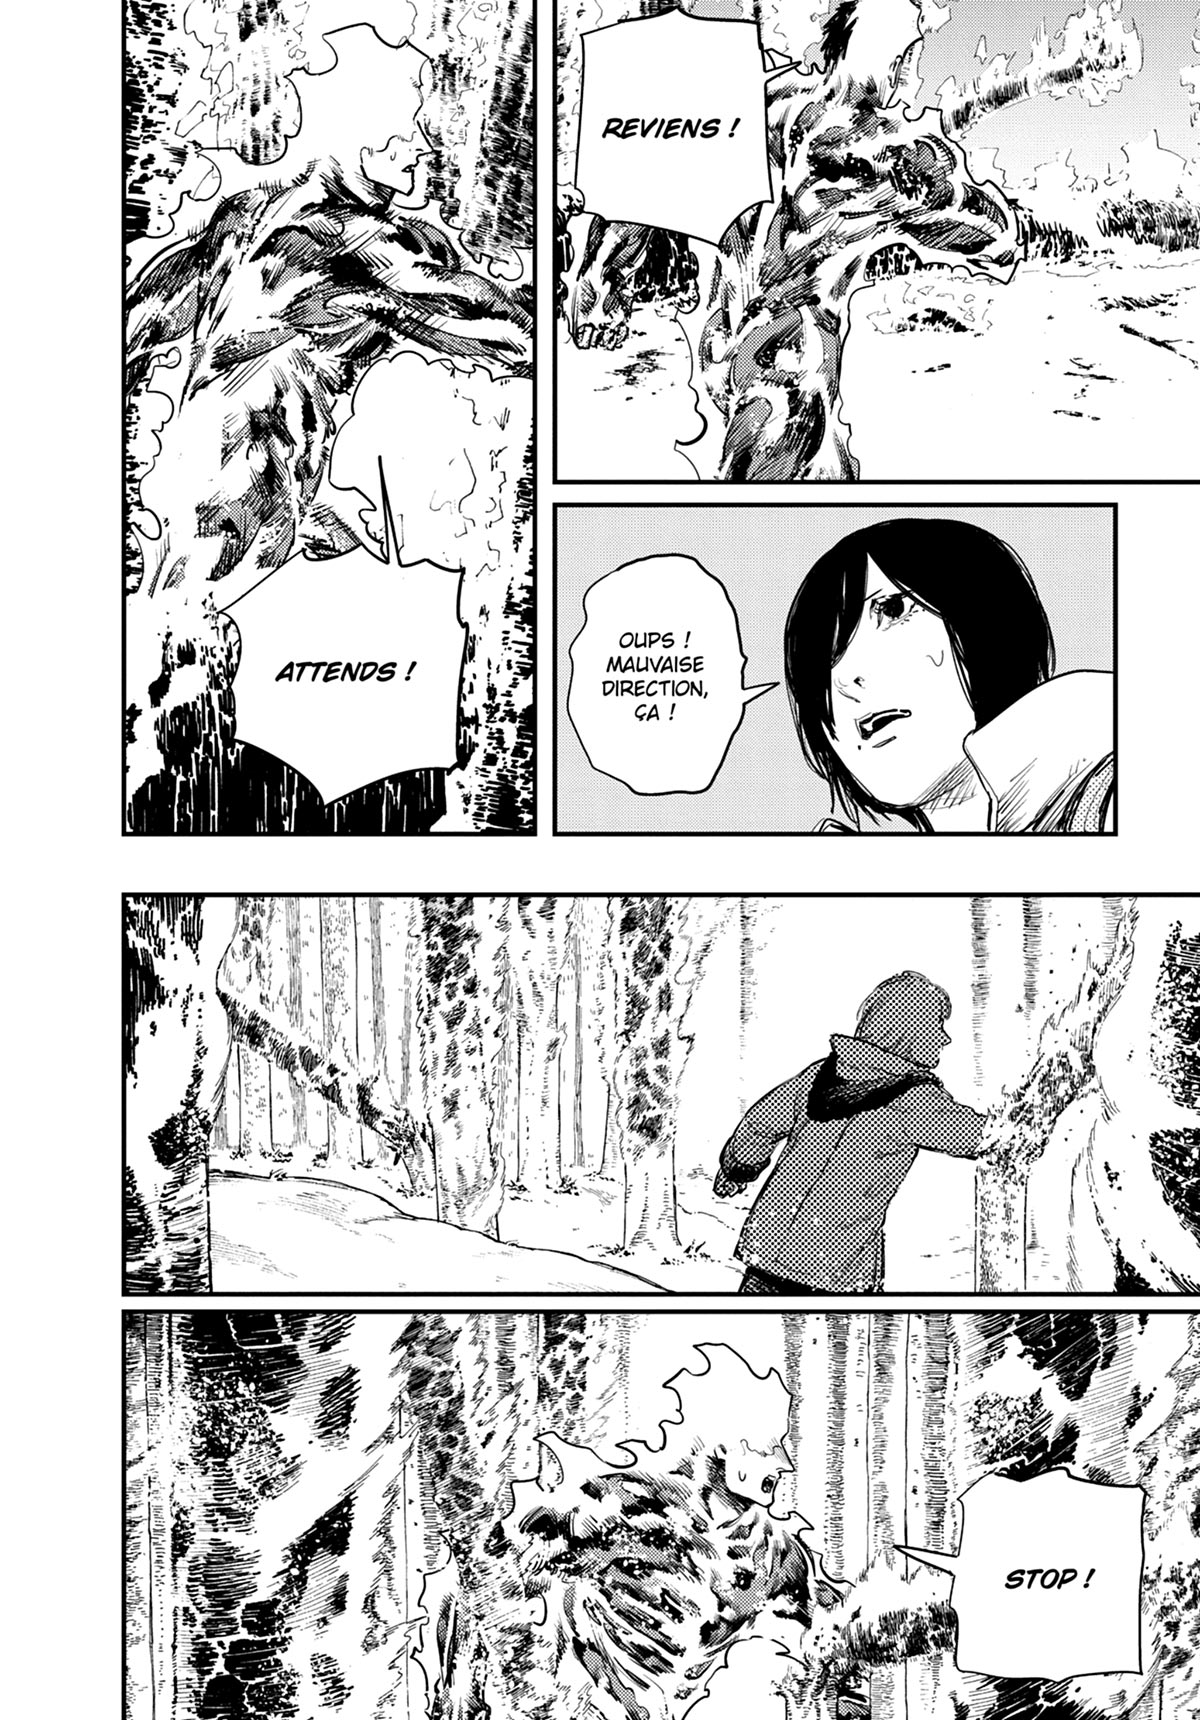 REVIENS !
OUPS !
MAUVAISE
DIRECTION,
ÇA !
ATTENDS !
STOP !